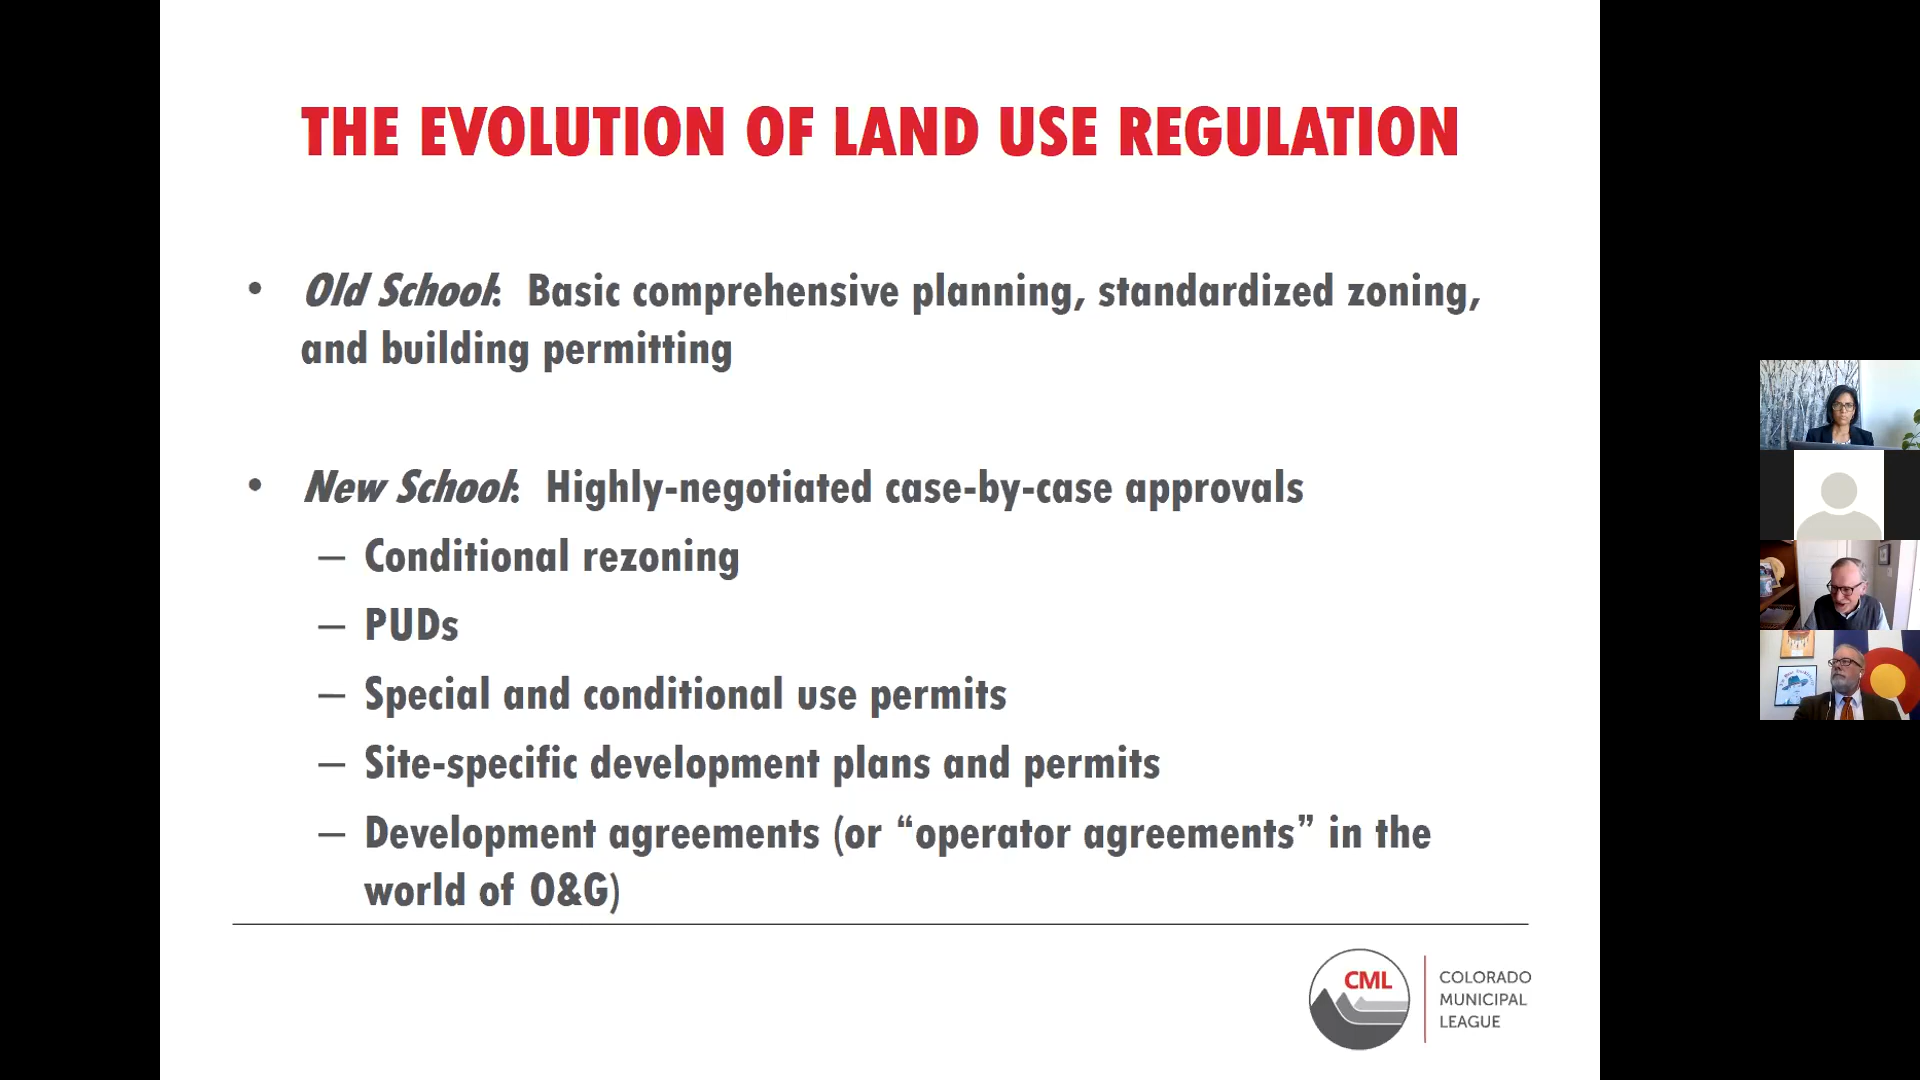 THE EVOLUTION OF LAND USE REGULATION
• Old School: Basic comprehensive planning, standardized zoning,
and building permitting
• New School: Highly-negotiated case-by-case approvals
– Conditional rezoning
– PUDs
– Special and conditional use permits
– Site-specific development plans and permits
– Development agreements (or “operator agreements” in the
world of O&G)
CML
COLORADO
MUNICIPAL
LEAGUE